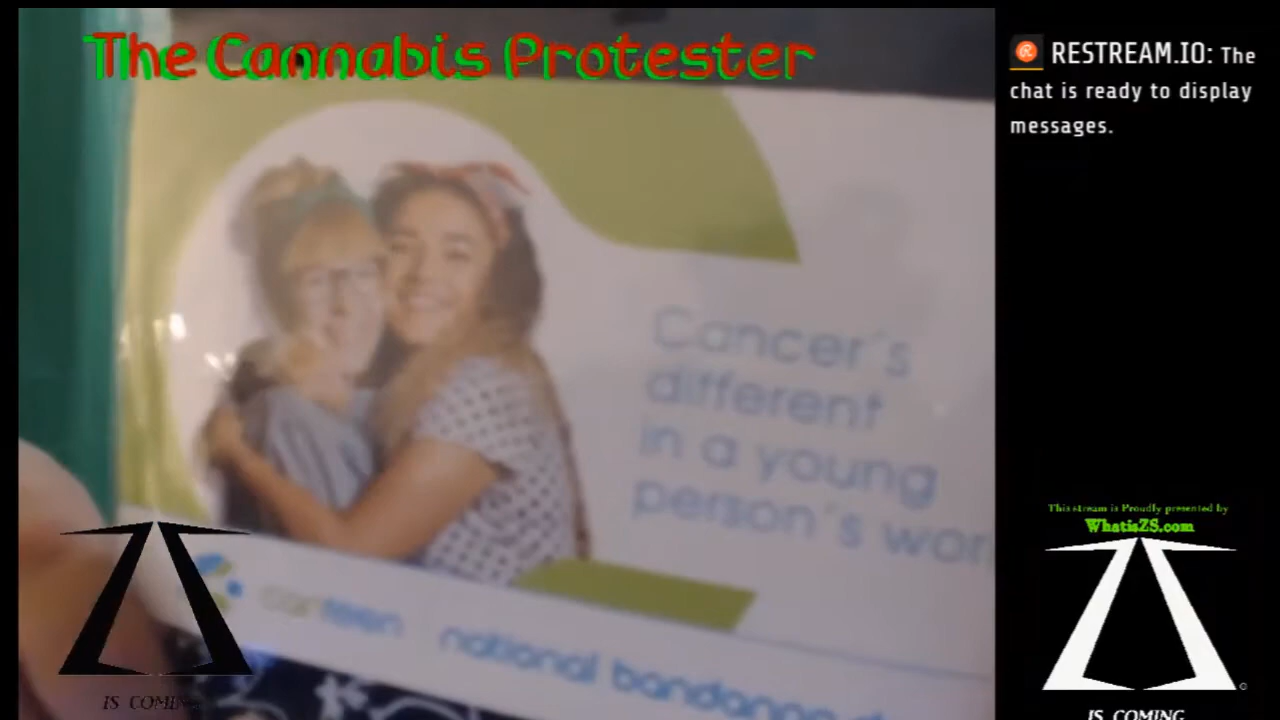 The Cannabis Protester
RESTREAM.IO: The
chat is ready to display
messages.
Cancer's
different
in a young
person's
canteen
national
This stream is Proudly presented by
WhatisZS.com
IS COMING